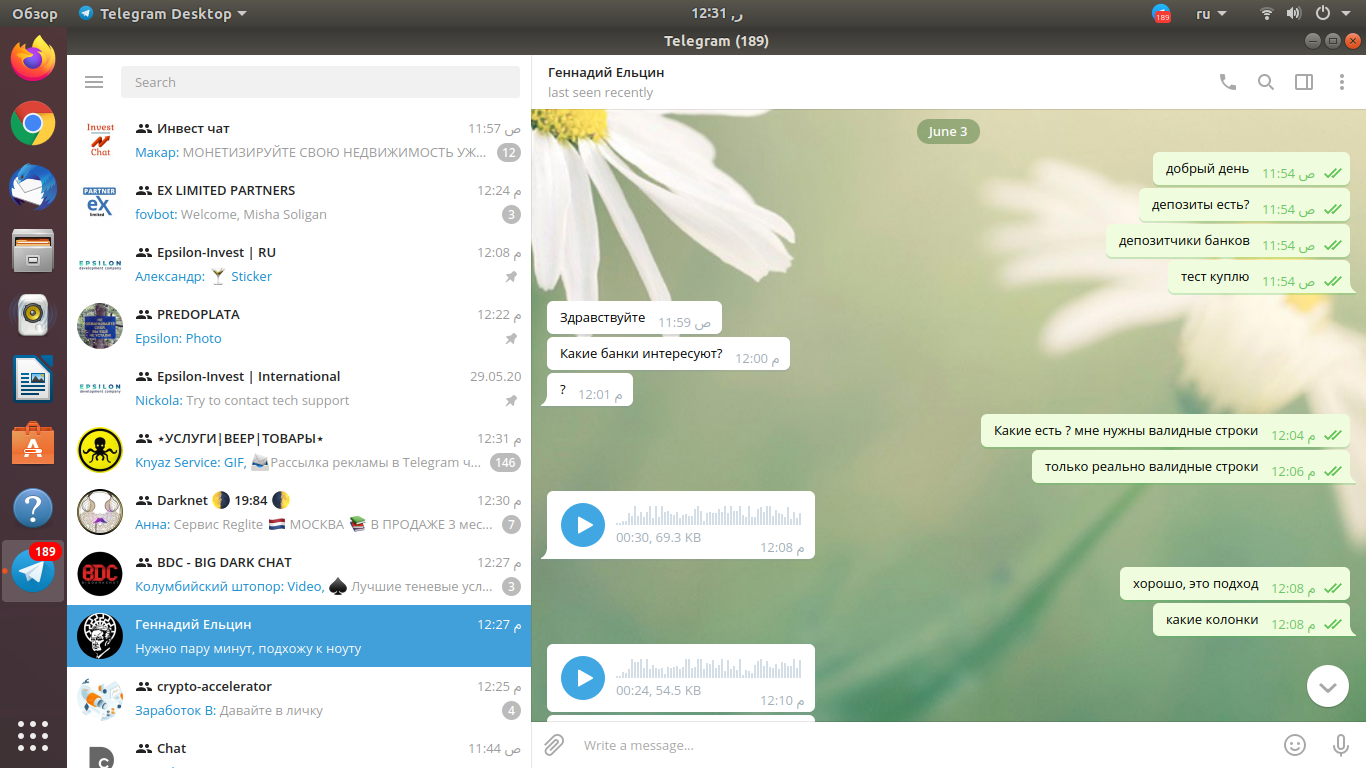 Обзор
Telegram Desktop
ر, 12:31
189
ru
Telegram (189)
Search
Invest Chat
Инвест чат
11:57 ص
Макар: МОНЕТИЗИРУЙТЕ СВОЮ НЕДВИЖИМОСТЬ УЖ...
12
PARTNER eX limited
EX LIMITED PARTNERS
12:24 م
fovbot: Welcome, Misha Soligan
3
EPSILON
development company
Epsilon-Invest | RU
12:08 م
Александр: 🍸 Sticker
PREDOPLATA
12:22 م
Epsilon: Photo
EPSILON
development company
Epsilon-Invest | International
29.05.20
Nickola: Try to contact tech support
⋆УСЛУГИ|BEEP|ТОВАРЫ⋆
12:31 م
Knyaz Service: GIF, 📨Рассылка рекламы в Telegram ч...
146
Darknet 🌗 19:84 🌗
12:30 م
Анна: Сервис Reglite 🇳🇱 МОСКВА 📚 В ПРОДАЖЕ 3 мес...
7
BDC
BDC - BIG DARK CHAT
12:27 م
Колумбийский штопор: Video, ♠ Лучшие теневые усл...
3
Геннадий Ельцин
12:27 م
Нужно пару минут, подхожу к ноуту
crypto-accelerator
12:25 م
Заработок В: Давайте в личку
4
C
Chat
11:44 ص
189
Геннадий Ельцин
last seen recently
June 3
добрый день 11:54 ص
депозиты есть? 11:54 ص
депозитчики банков 11:54 ص
тест куплю 11:54 ص
Здравствуйте 11:59 ص
Какие банки интересуют? 12:00 م
? 12:01 م
Какие есть ? мне нужны валидные строки 12:04 م
только реально валидные строки 12:06 م
00:30, 69.3 KB 12:08 م
хорошо, это подход 12:08 م
какие колонки 12:08 م
00:24, 54.5 KB 12:10 م
Write a message...